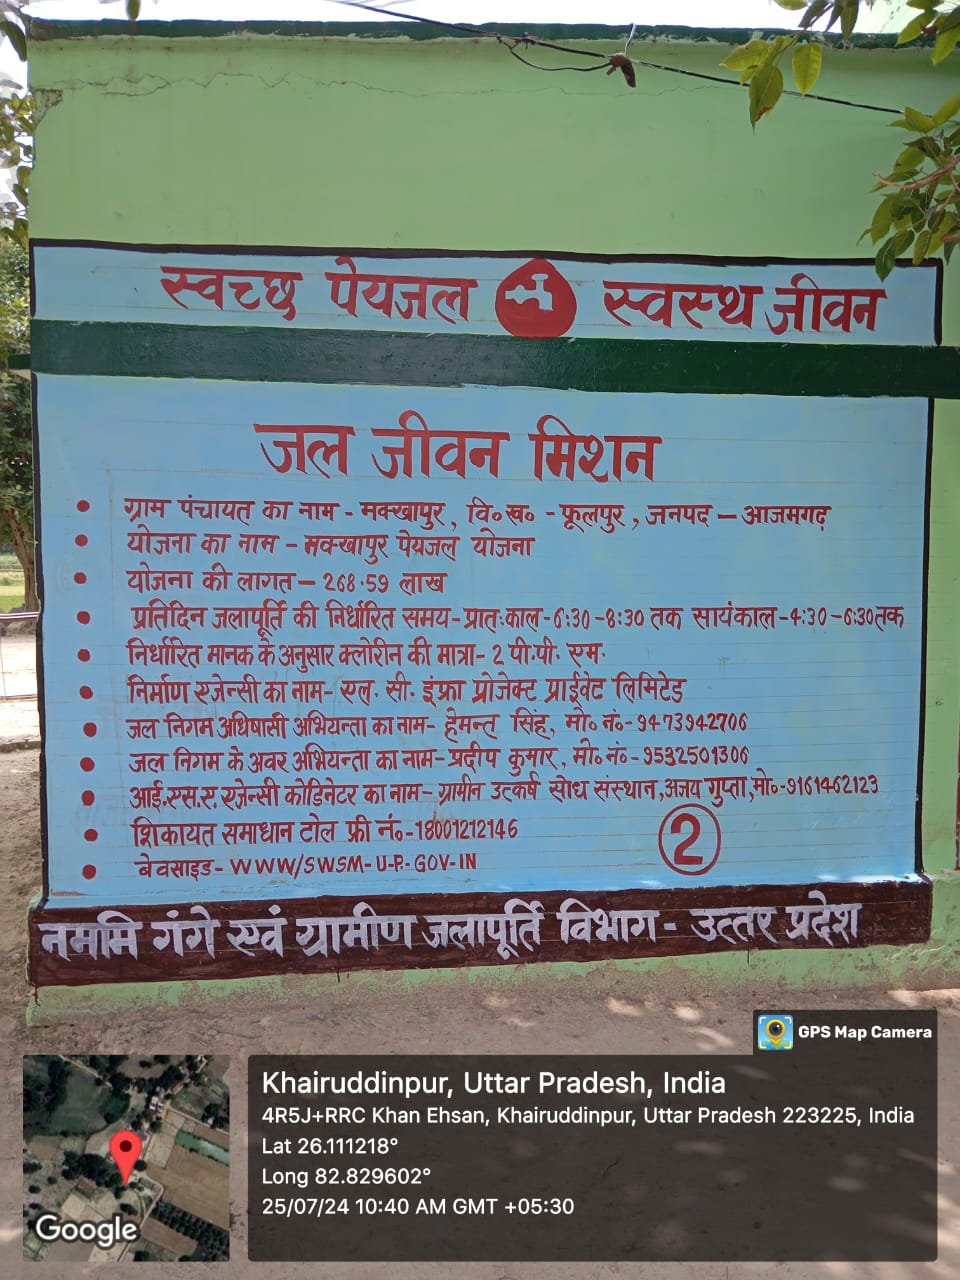 स्वच्छ पेयजल स्वस्थ जीवन
जल जीवन मिशन
• ग्राम पंचायत का नाम - मक्खापुर, वि०ख० - फूलपुर, जनपद – आजमगढ़
• योजना का नाम - मक्खापुर पेयजल योजना
• योजना की लागत – 268.59 लाख
• प्रतिदिन जलापूर्ति की निर्धारित समय-प्रातःकाल-6:30-8:30 तक सायंकाल-4:30-6:30तक
• निर्धारित मानक के अनुसार क्लोरीन की मात्रा- 2 पी.पी. एम.
• निर्माण एजेन्सी का नाम- एल. सी. इंफ्रा प्रोजेक्ट प्राईवेट लिमिटेड
• जल निगम अधिषासी अभियन्ता का नाम- हेमन्त सिंह, मो० नं०-9473942706
• जल निगम के अवर अभियन्ता का नाम-प्रदीप कुमार, मो० नं०-9532501306
• आई.एस.ए. एजेन्सी कोडिनेटर का नाम- ग्रामीन उत्कर्ष सोध संस्थान,अजय गुप्ता,मो०-9161462123
• शिकायत समाधान टोल फ्री नं०-18001212146
• बेवसाइड- WWW/SWSM-U.P.-GOV-IN
2
नमामि गंगे एवं ग्रामीण जलापूर्ति विभाग- उत्तर प्रदेश
GPS Map Camera
Khairuddinpur, Uttar Pradesh, India
4R5J+RRC Khan Ehsan, Khairuddinpur, Uttar Pradesh 223225, India
Lat 26.111218°
Long 82.829602°
25/07/24 10:40 AM GMT +05:30
Google